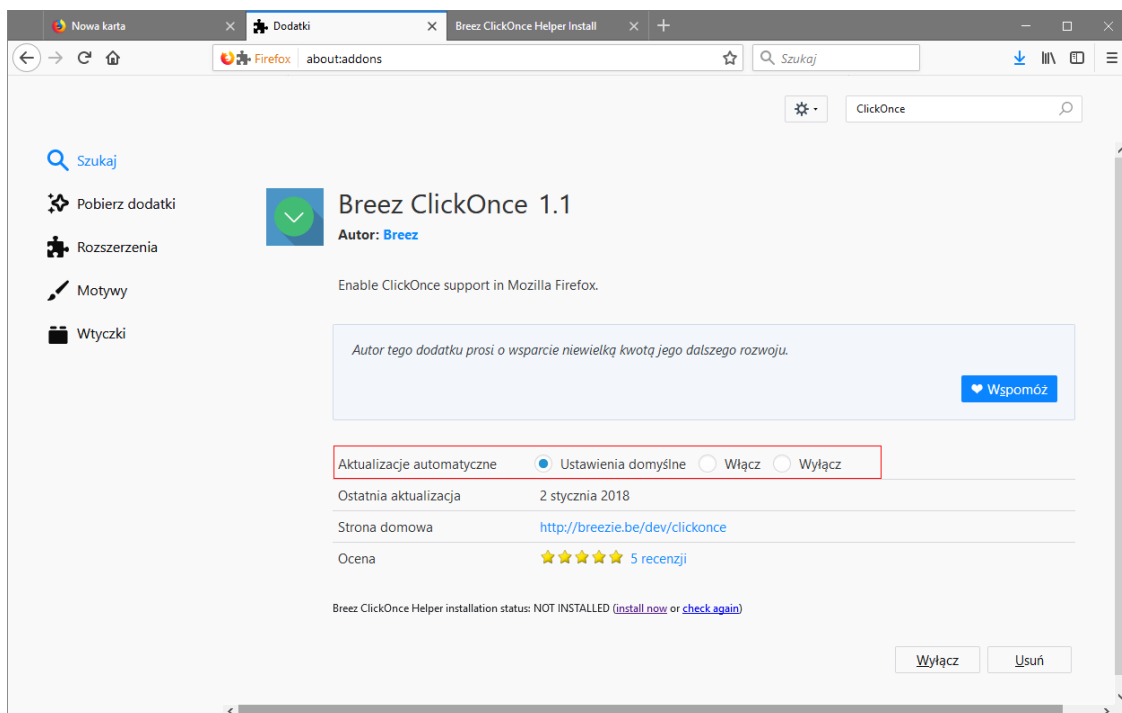 Nowa karta
Dodatki
Breez ClickOnce Helper Install
Firefox about:addons
Szukaj
ClickOnce
Szukaj
Pobierz dodatki
Rozszerzenia
Motywy
Wtyczki
Breez ClickOnce 1.1
Autor: Breez
Enable ClickOnce support in Mozilla Firefox.
Autor tego dodatku prosi o wsparcie niewielką kwotą jego dalszego rozwoju.
Wspomóż
Aktualizacje automatyczne Ustawienia domyślne Włącz Wyłącz
Ostatnia aktualizacja 2 stycznia 2018
Strona domowa http://breezie.be/dev/clickonce
Ocena 5 recenzji
Breez ClickOnce Helper installation status: NOT INSTALLED (install now or check again)
Wyłącz Usuń